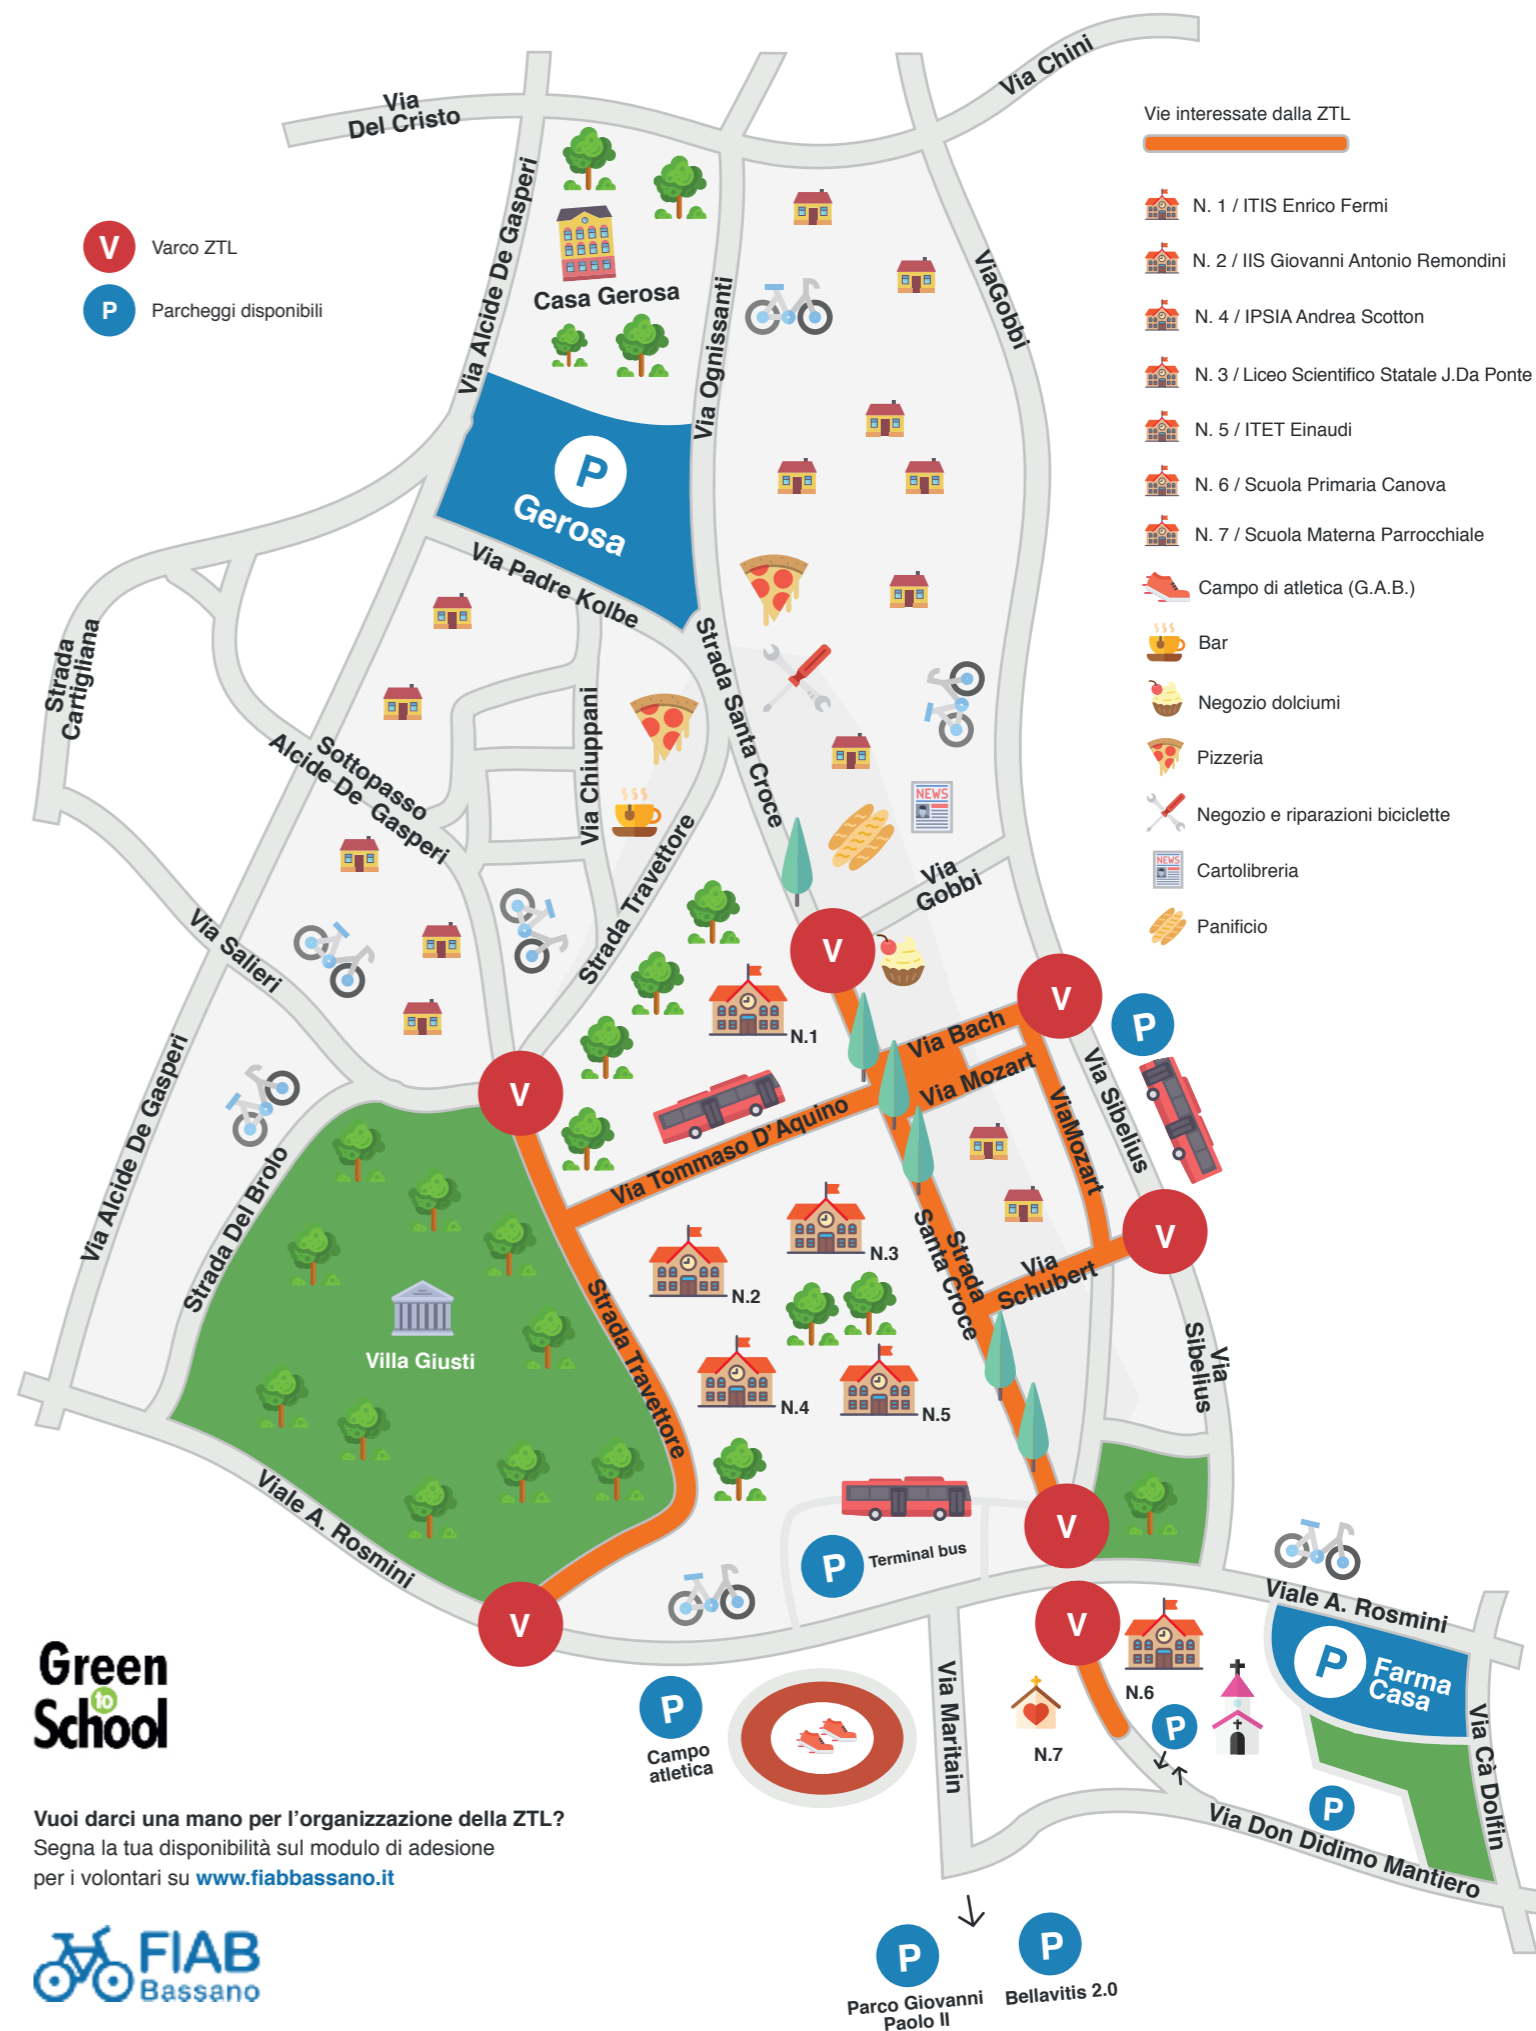 Via
Del Cristo
Via Chini
Via Alcide De Gasperi
Casa Gerosa
Via Ognissanti
ViaGobbi
V
Varco ZTL
P
Parcheggi disponibili
Vie interessate dalla ZTL
N. 1 / ITIS Enrico Fermi
N. 2 / IIS Giovanni Antonio Remondini
N. 4 / IPSIA Andrea Scotton
N. 3 / Liceo Scientifico Statale J.Da Ponte
N. 5 / ITET Einaudi
N. 6 / Scuola Primaria Canova
N. 7 / Scuola Materna Parrocchiale
Campo di atletica (G.A.B.)
Bar
Negozio dolciumi
Pizzeria
Negozio e riparazioni biciclette
NEWS
Cartolibreria
Panificio
P
Gerosa
Via Padre Kolbe
Strada
Cartigliana
Strada Santa Croce
Via Chiuppani
Sottopasso
Alcide De Gasperi
NEWS
Via
Gobbi
Strada Travettore
Via Salieri
V
V
P
N.1
Via Bach
Via Mozart
ViaMozart
Via Sibelius
V
Via Tommaso D'Aquino
Via Alcide De Gasperi
Strada Del Brolo
V
N.3
N.2
Strada
Santa Croce
Via
Schubert
Via
Sibelius
Villa Giusti
Strada Travettore
N.4
N.5
Viale A. Rosmini
V
P
Terminal bus
V
V
Viale A. Rosmini
P
Farma
Casa
N.6
P
N.7
P
Campo
atletica
Via Maritain
Via Cà Dolfin
P
Via Don Didimo Mantiero
Green
to
School
Vuoi darci una mano per l'organizzazione della ZTL?
Segna la tua disponibilità sul modulo di adesione
per i volontari su www.fiabbassano.it
FIAB
Bassano
P
Parco Giovanni
Paolo II
P
Bellavitis 2.0